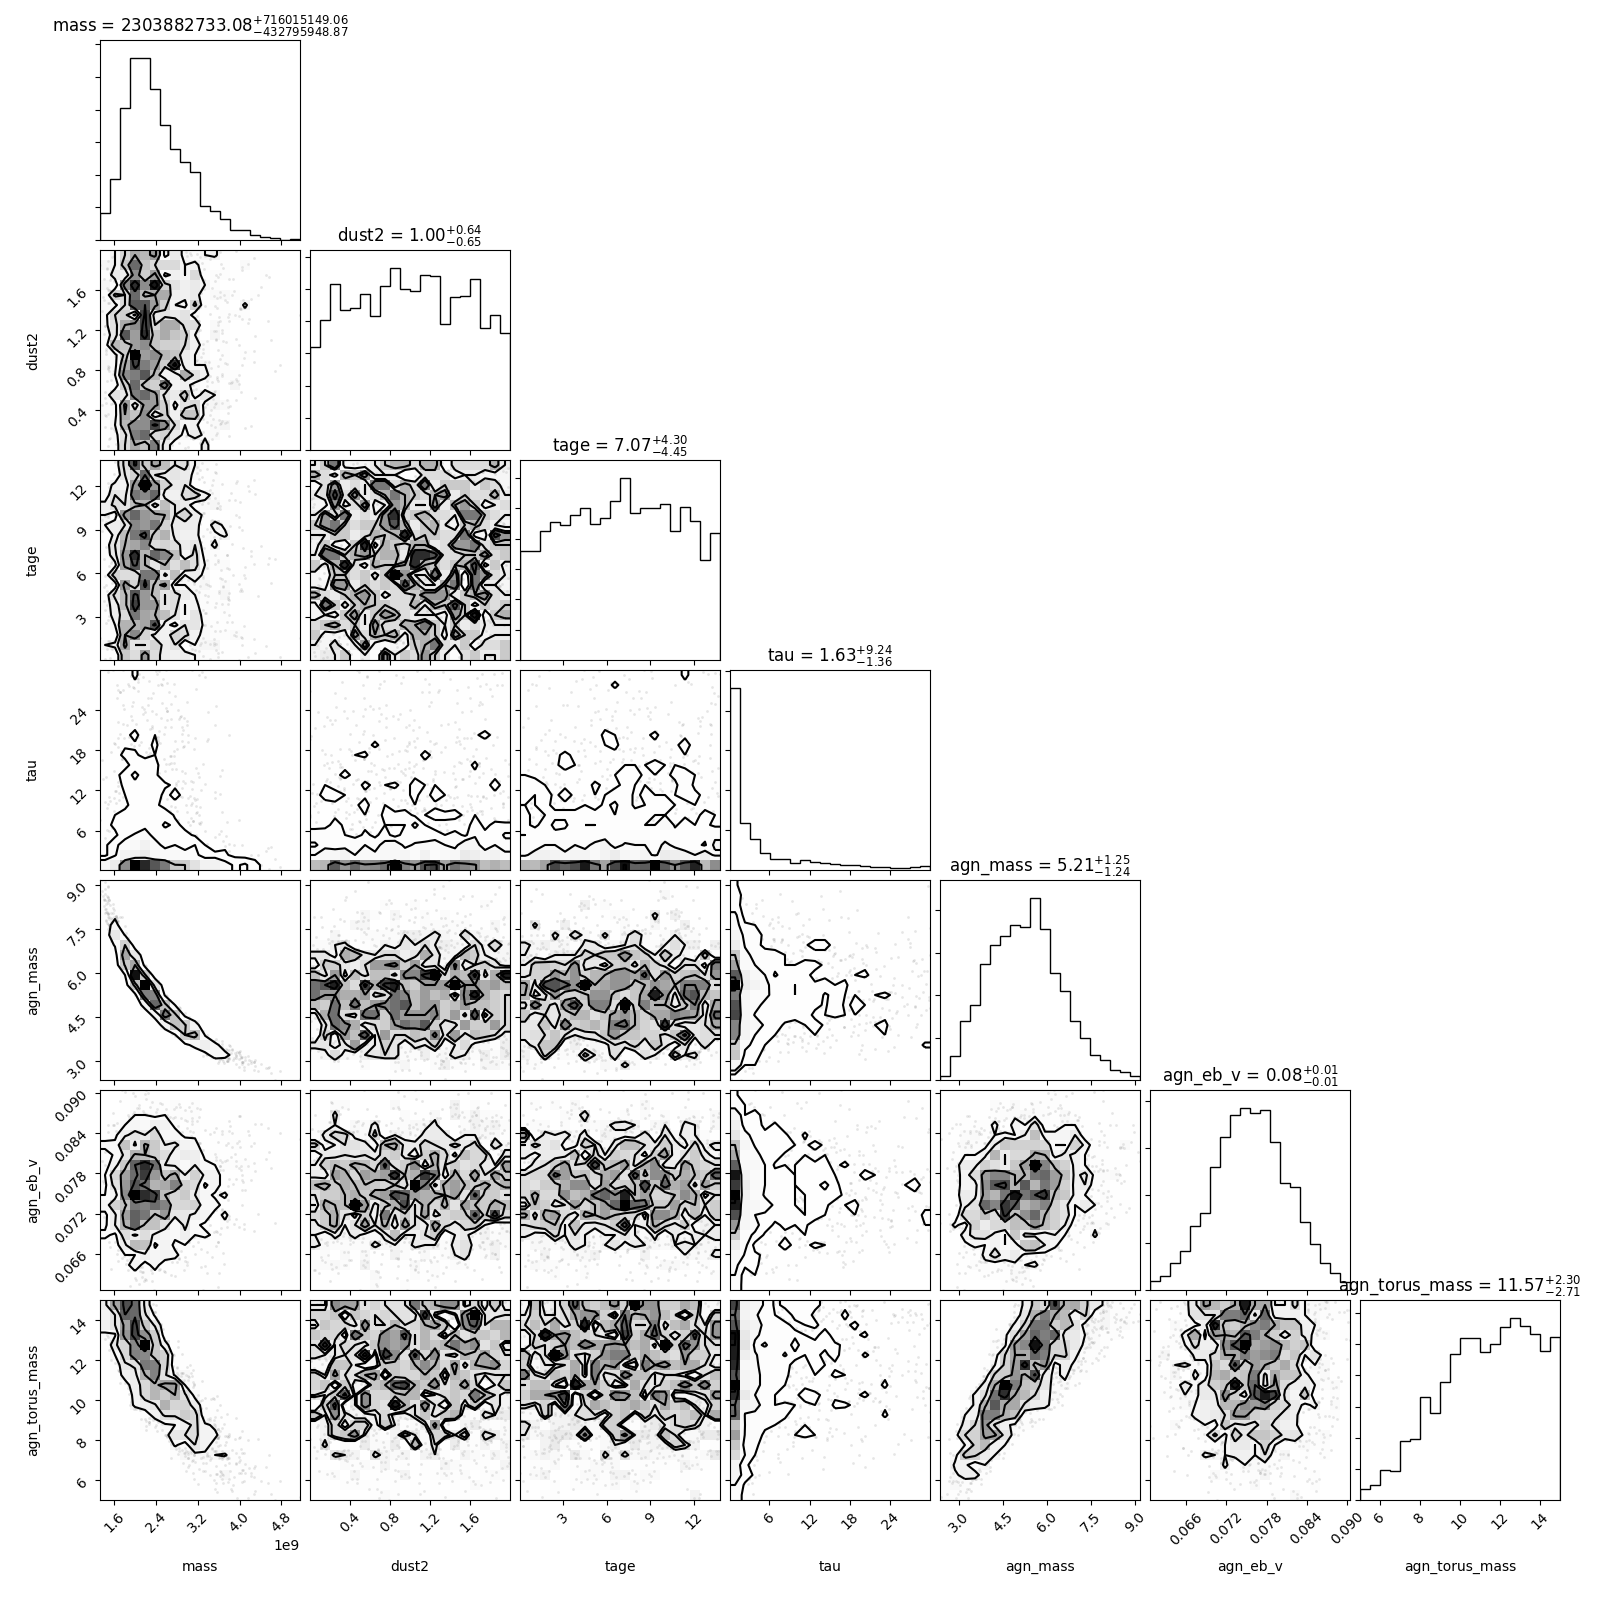 mass = 2303882733.08 +716015149.06 −432795948.87
dust2 = 1.00 +0.64 −0.65
dust2
1.6
1.2
0.8
0.4
tage = 7.07 +4.30 −4.45
tage
12
9
6
3
tau = 1.63 +9.24 −1.36
tau
24
18
12
6
agn_mass = 5.21 +1.25 −1.24
agn_mass
9.0
7.5
6.0
4.5
3.0
agn_eb_v = 0.08 +0.01 −0.01
agn_eb_v
0.090
0.084
0.078
0.072
0.066
agn_torus_mass = 11.57 +2.30 −2.71
agn_torus_mass
14
12
10
8
6
1.6 2.4 3.2 4.0 4.8 0.4 0.8 1.2 1.6 3 6 9 12 6 12 18 24 3.0 4.5 6.0 7.5 9.0 0.066 0.072 0.078 0.084 0.090 6 8 10 12 14
1e9
mass dust2 tage tau agn_mass agn_eb_v agn_torus_mass